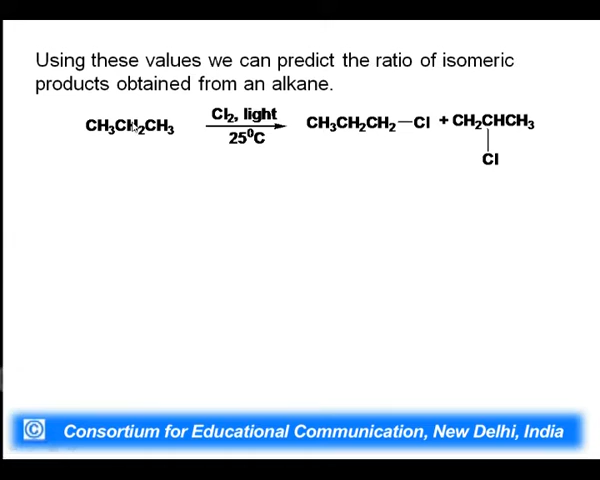 Using these values we can predict the ratio of isomeric
products obtained from an alkane.
CH₃CH₂CH₃ Cl₂, light 25⁰C CH₃CH₂CH₂—Cl + CH₂CHCH₃
Cl
© Consortium for Educational Communication, New Delhi, India